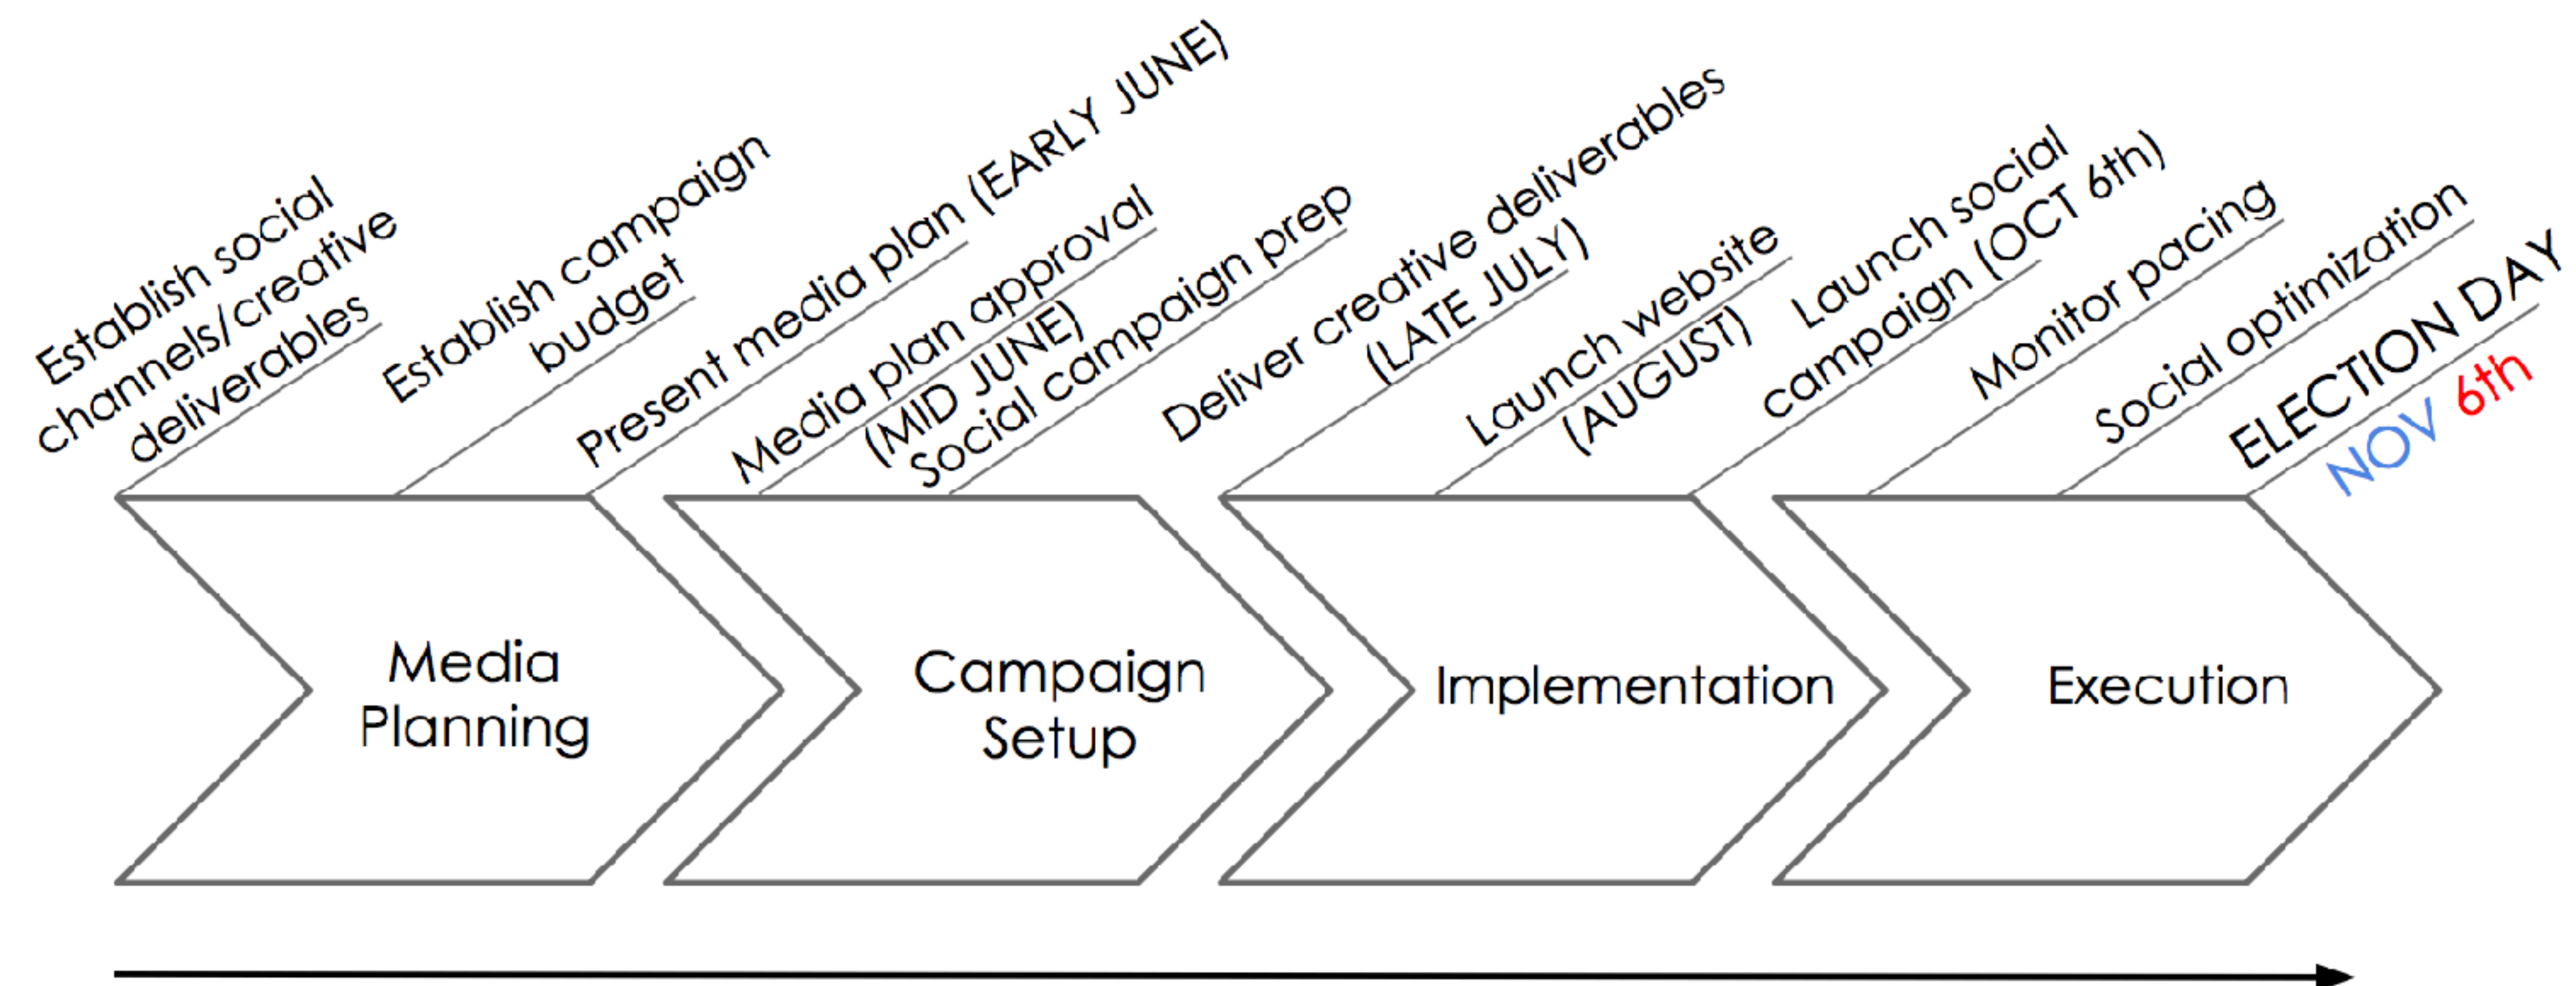 Establish social
channels/creative
deliverables
Establish campaign
budget
Present media plan (EARLY JUNE)
Media plan approval
(MID JUNE)
Social campaign prep
Deliver creative deliverables
(LATE JULY)
Launch website
(AUGUST)
Launch social
campaign (OCT 6th)
Monitor pacing
Social optimization
ELECTION DAY
NOV 6th
Media
Planning
Campaign
Setup
Implementation
Execution